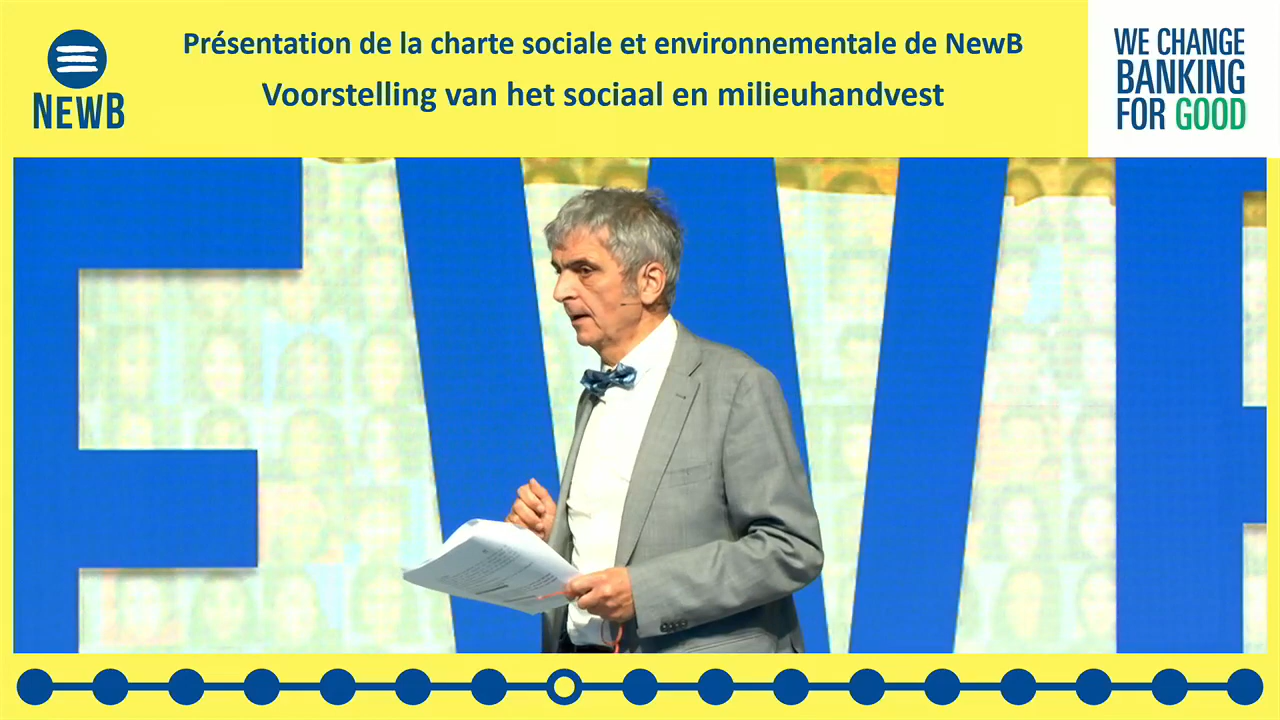 NEWB
Présentation de la charte sociale et environnementale de NewB
Voorstelling van het sociaal en milieuhandvest
WE CHANGE
BANKING
FOR GOOD